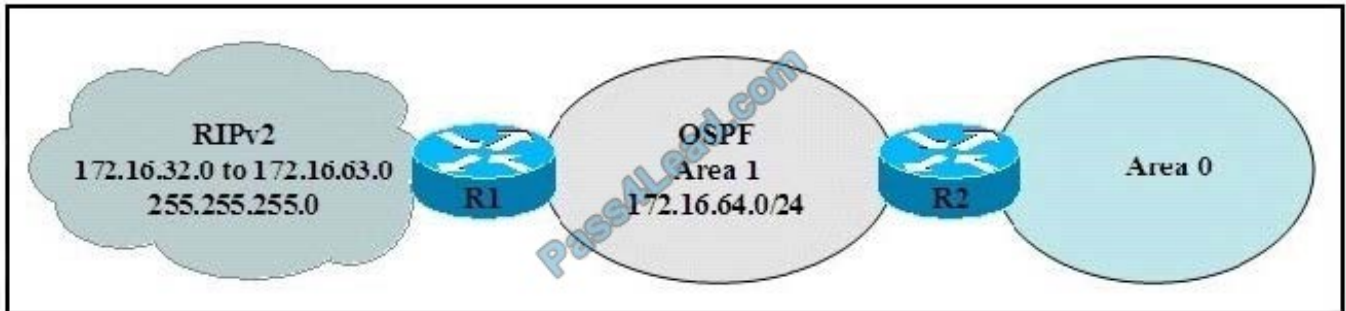 RIPv2
172.16.32.0 to 172.16.63.0
255.255.255.0
R1
OSPF
Area 1
172.16.64.0/24
R2
Area 0
Pass4Lead.com